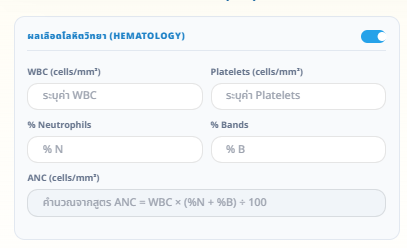 ผลเลือดโลหิตวิทยา (HEMATOLOGY)
WBC (cells/mm³) Platelets (cells/mm³)
ระบุค่า WBC ระบุค่า Platelets
% Neutrophils % Bands
% N % B
ANC (cells/mm³)
คำนวณจากสูตร ANC = WBC × (%N + %B) ÷ 100